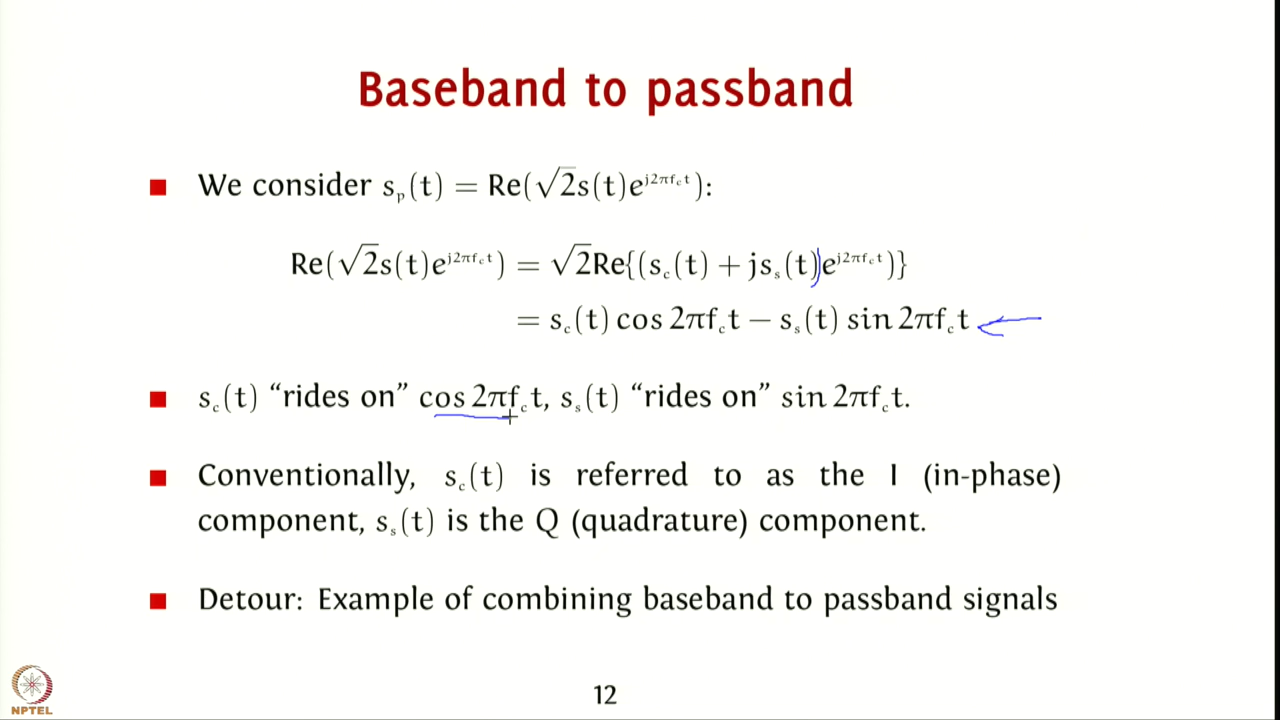 Baseband to passband
■ We consider sₚ(t) = Re(√2s(t)e^{j2πf_c t}):
Re(√2s(t)e^{j2πf_c t}) = √2Re{(s_c(t) + js_s(t)e^{j2πf_c t})}
= s_c(t) cos 2πf_c t − s_s(t) sin 2πf_c t
■ s_c(t) “rides on” cos 2πf_c t, s_s(t) “rides on” sin 2πf_c t.
■ Conventionally, s_c(t) is referred to as the I (in-phase)
component, s_s(t) is the Q (quadrature) component.
■ Detour: Example of combining baseband to passband signals
NPTEL
12